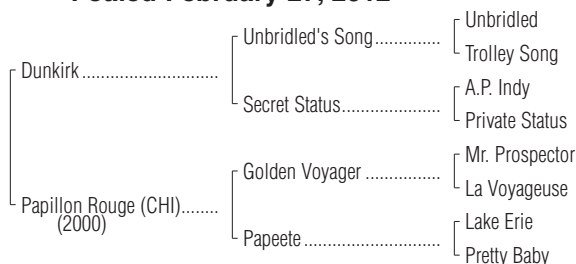 Foaled February 27, 2012
Unbridled
Unbridled's Song..............
Trolley Song
Dunkirk.............................
A.P. Indy
Secret Status.....................
Private Status
Mr. Prospector
Golden Voyager ................
La Voyageuse
Papillon Rouge (CHI)........
(2000)
Lake Erie
Papeete.............................
Pretty Baby